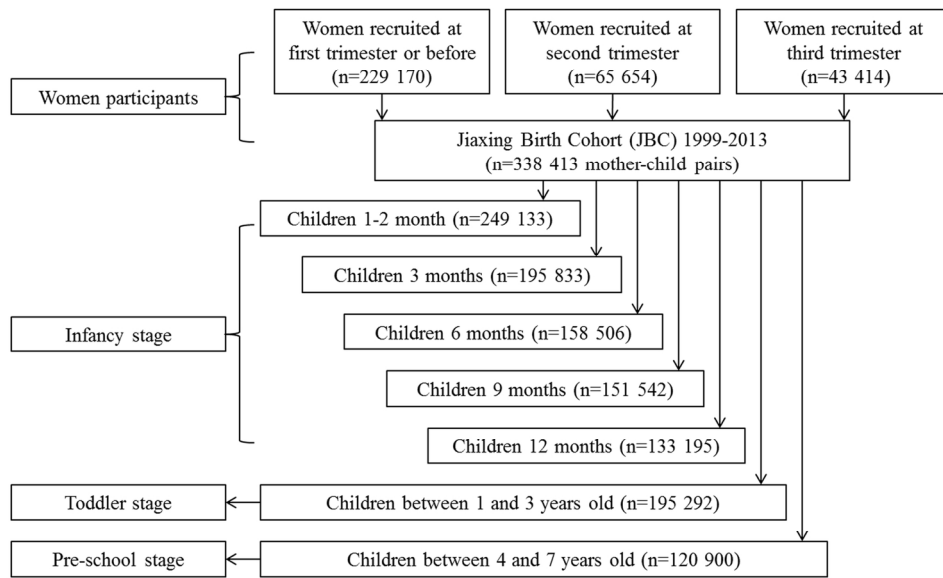 Women recruited at
first trimester or before
(n=229 170)
Women recruited at
second trimester
(n=65 654)
Women recruited at
third trimester
(n=43 414)
Women participants
Jiaxing Birth Cohort (JBC) 1999-2013
(n=338 413 mother-child pairs)
Children 1-2 month (n=249 133)
Children 3 months (n=195 833)
Infancy stage
Children 6 months (n=158 506)
Children 9 months (n=151 542)
Children 12 months (n=133 195)
Toddler stage
Children between 1 and 3 years old (n=195 292)
Pre-school stage
Children between 4 and 7 years old (n=120 900)